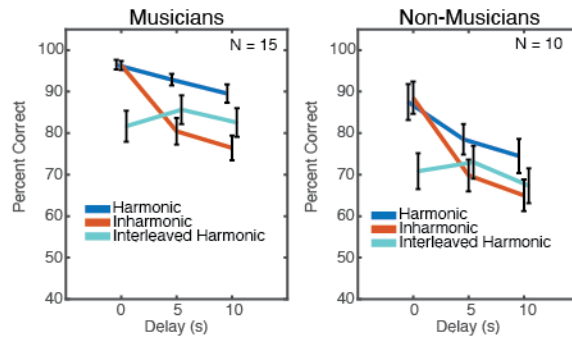 Musicians
N = 15
Percent Correct
100
90
80
70
60
50
40
Harmonic
Inharmonic
Interleaved Harmonic
0 5 10
Delay (s)
Non-Musicians
N = 10
Percent Correct
100
90
80
70
60
50
40
Harmonic
Inharmonic
Interleaved Harmonic
0 5 10
Delay (s)